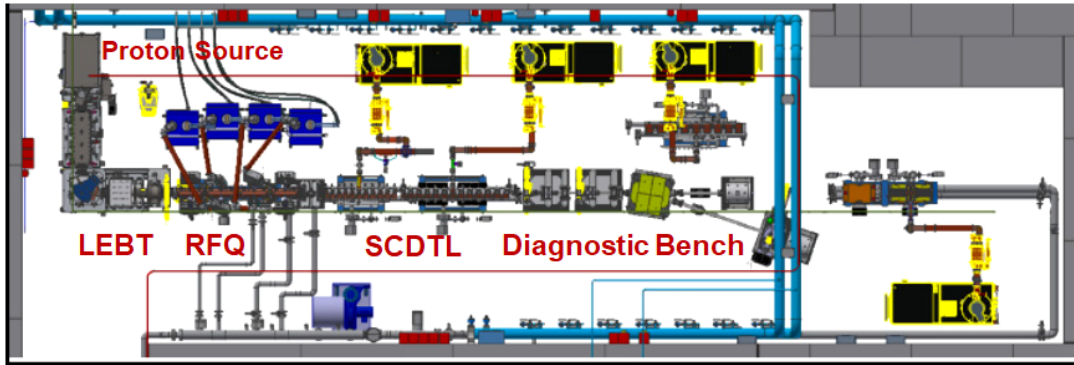 Proton Source
LEBT
RFQ
SCDTL
Diagnostic Bench